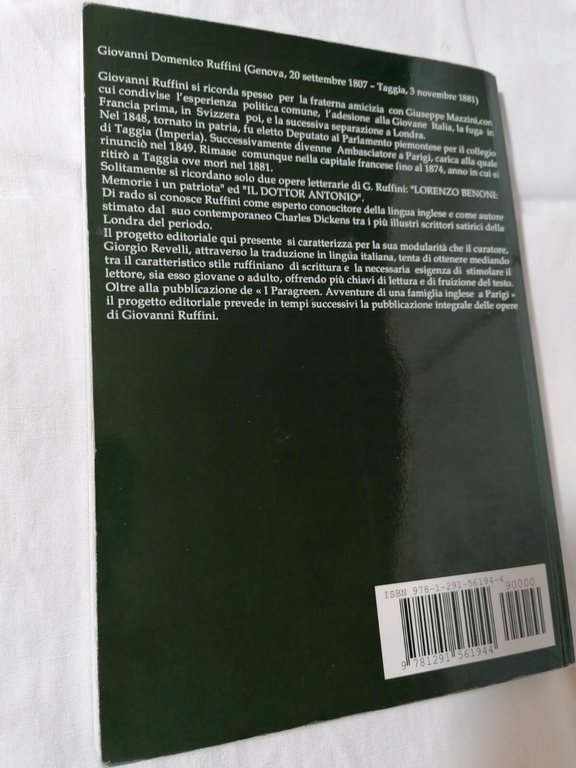 Giovanni Domenico Ruffini (Genova, 20 settembre 1807 – Taggia, 3 novembre 1881)
Giovanni Ruffini si ricorda spesso per la fraterna amicizia con Giuseppe Mazzini,con
cui condivise l'esperienza politica comune, l'adesione alla Giovane Italia, la fuga in
Francia prima, in Svizzera poi, e la sucessiva separazione a Londra.
Nel 1848, tornato in patria, fu eletto Deputato al Parlamento piemontese per il collegio
di Taggia (Imperia). Successivamente divenne Ambasciatore a Parigi, carica alla quale
rinunciò nel 1849. Rimase comunque nella capitale francese fino al 1874, anno in cui si
ritirò a Taggia ove morì nel 1881.
Solitamente si ricordano solo due opere letterarie di G. Ruffini: "LORENZO BENONI:
Memorie i un patriota" ed "IL DOTTOR ANTONIO".
Di rado si conosce Ruffini come esperto conoscitore della lingua inglese e come autore
stimato dal suo contemporaneo Charles Dickens tra i più illustri scrittori satirici della
Londra del periodo.
Il progetto editoriale qui presente si caratterizza per la sua modularità che il curatore,
Giorgio Revelli, attraverso la traduzione in lingua italiana, tenta di ottenere mediando
tra il caratteristico stile ruffiniano di scrittura e la necessaria esigenza di stimolare il
lettore, sia esso giovane o adulto, offrendo più chiavi di lettura e di fruizione del testo.
Oltre alla pubblicazione de « I Paragreen. Avventure di una famiglia inglese a Parigi »
il progetto editoriale prevede in tempi successivi la pubblicazione integrale delle opere
di Giovanni Ruffini.
ISBN 978-1-291-56194-4
90000
9 781291 561944